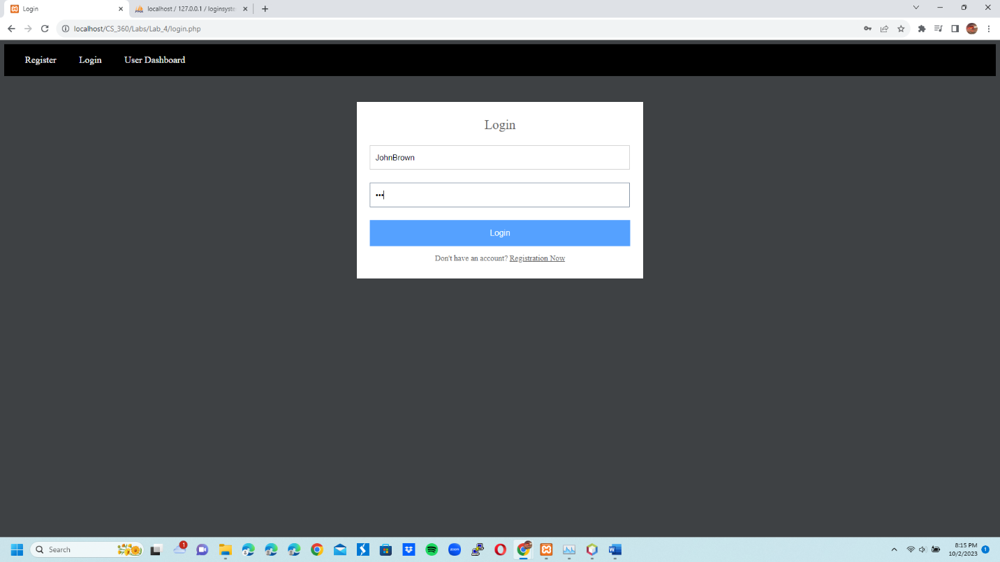 Login
localhost / 127.0.0.1 / loginsyste
localhost/CS_360/Labs/Lab_4/login.php
Register Login User Dashboard
Login
JohnBrown
•••
Login
Don't have an account? Registration Now
Search
1
zoom
W
8:15 PM
10/2/2023
1